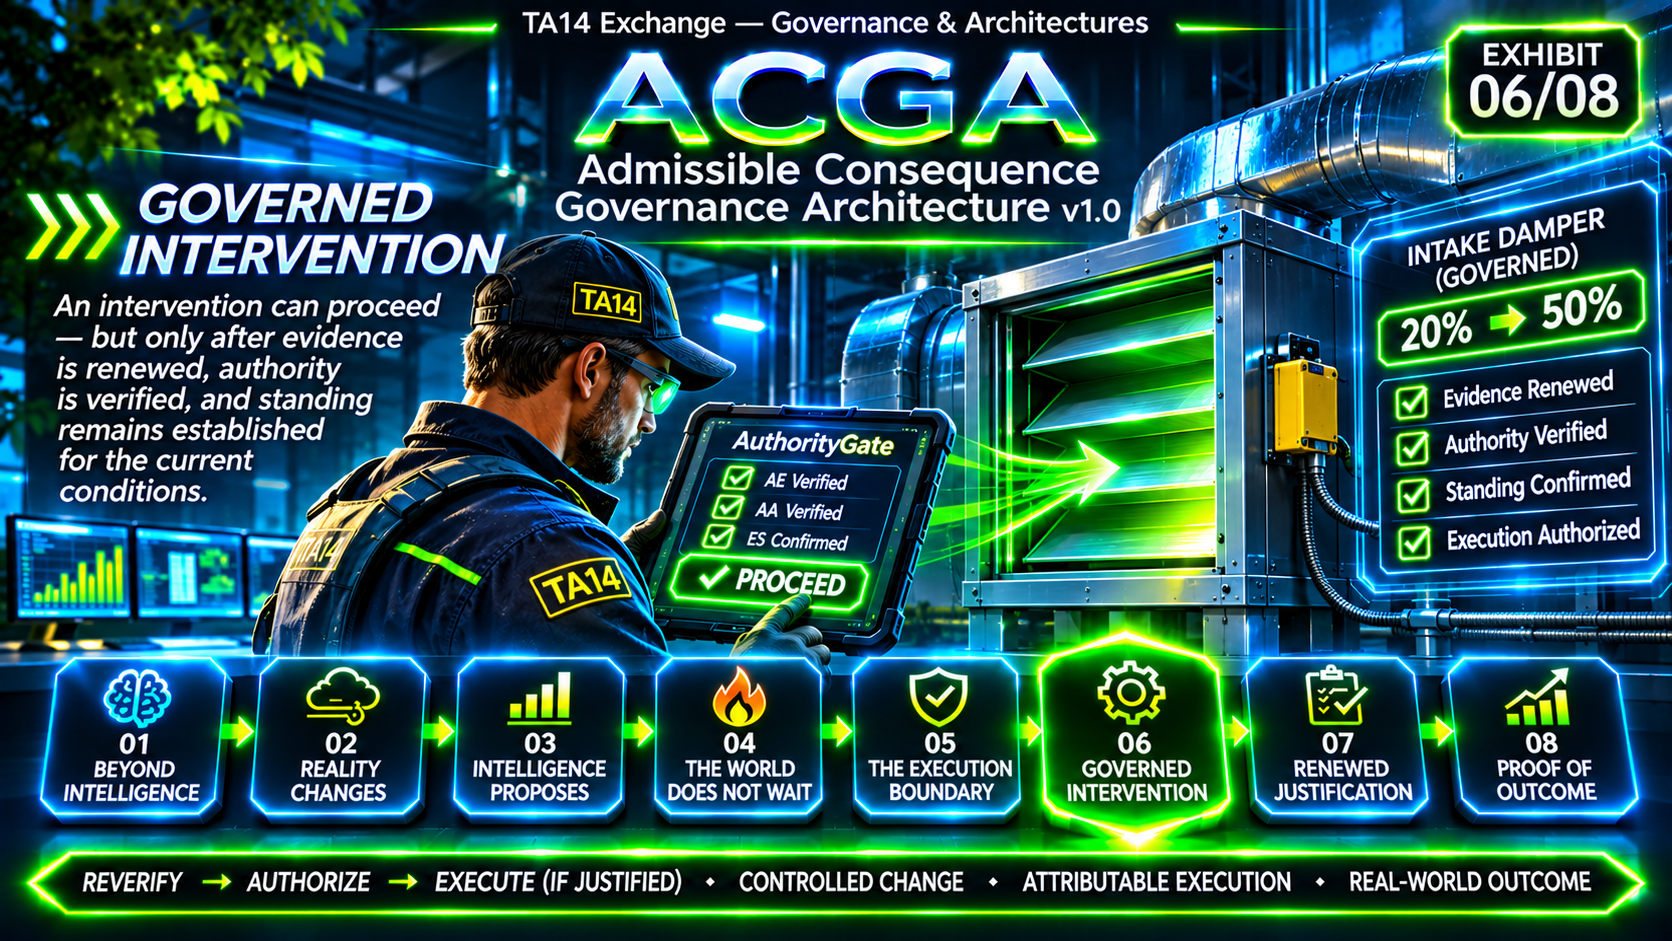 TA14 Exchange — Governance & Architectures
ACGA
Admissible Consequence
Governance Architecture v1.0
EXHIBIT
06/08
GOVERNED
INTERVENTION
An intervention can proceed
— but only after evidence
is renewed, authority
is verified, and standing
remains established
for the current
conditions.
TA14
TA14
TA14
AuthorityGate
AE Verified
AA Verified
ES Confirmed
PROCEED
INTAKE DAMPER
(GOVERNED)
20% → 50%
Evidence Renewed
Authority Verified
Standing Confirmed
Execution Authorized
01
BEYOND
INTELLIGENCE
02
REALITY
CHANGES
03
INTELLIGENCE
PROPOSES
04
THE WORLD
DOES NOT WAIT
05
THE EXECUTION
BOUNDARY
06
GOVERNED
INTERVENTION
07
RENEWED
JUSTIFICATION
08
PROOF OF
OUTCOME
REVERIFY → AUTHORIZE → EXECUTE (IF JUSTIFIED) • CONTROLLED CHANGE • ATTRIBUTABLE EXECUTION • REAL-WORLD OUTCOME